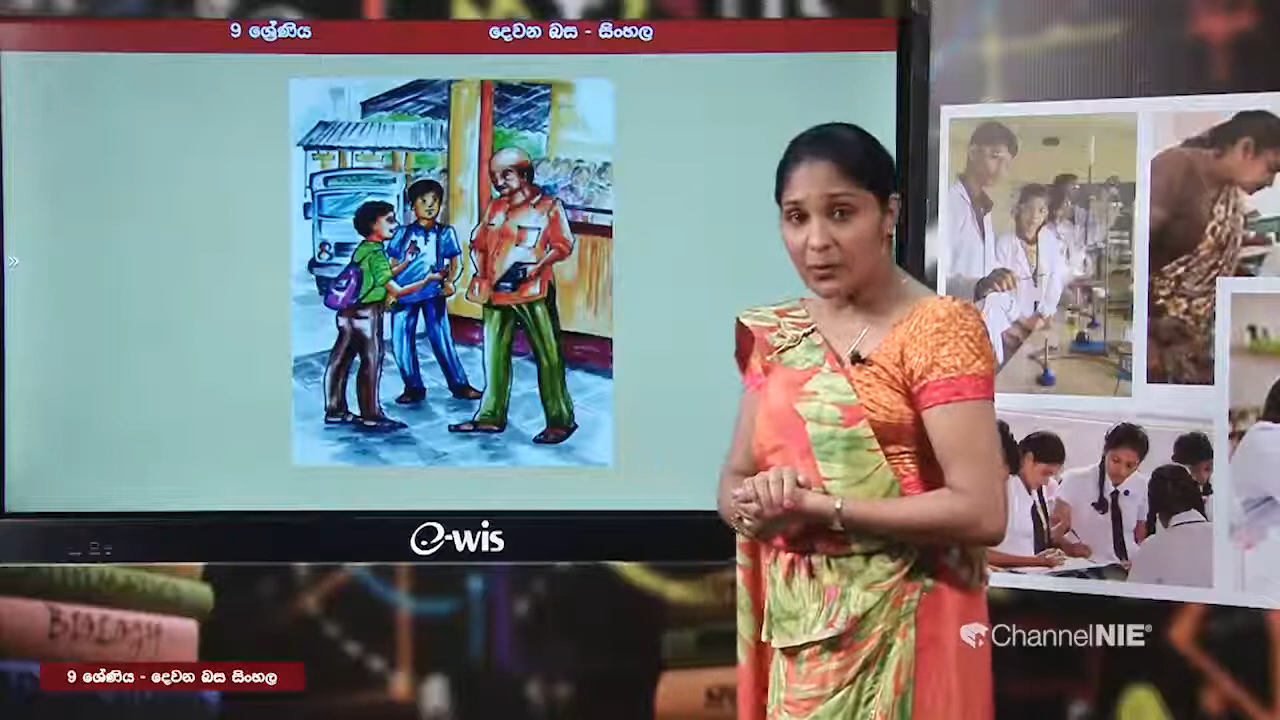 9 ශ්‍රේණිය
දෙවන බස - සිංහල
»
e-wis
BIOLOGY
ChannelNIE®
9 ශ්‍රේණිය - දෙවන බස සිංහල